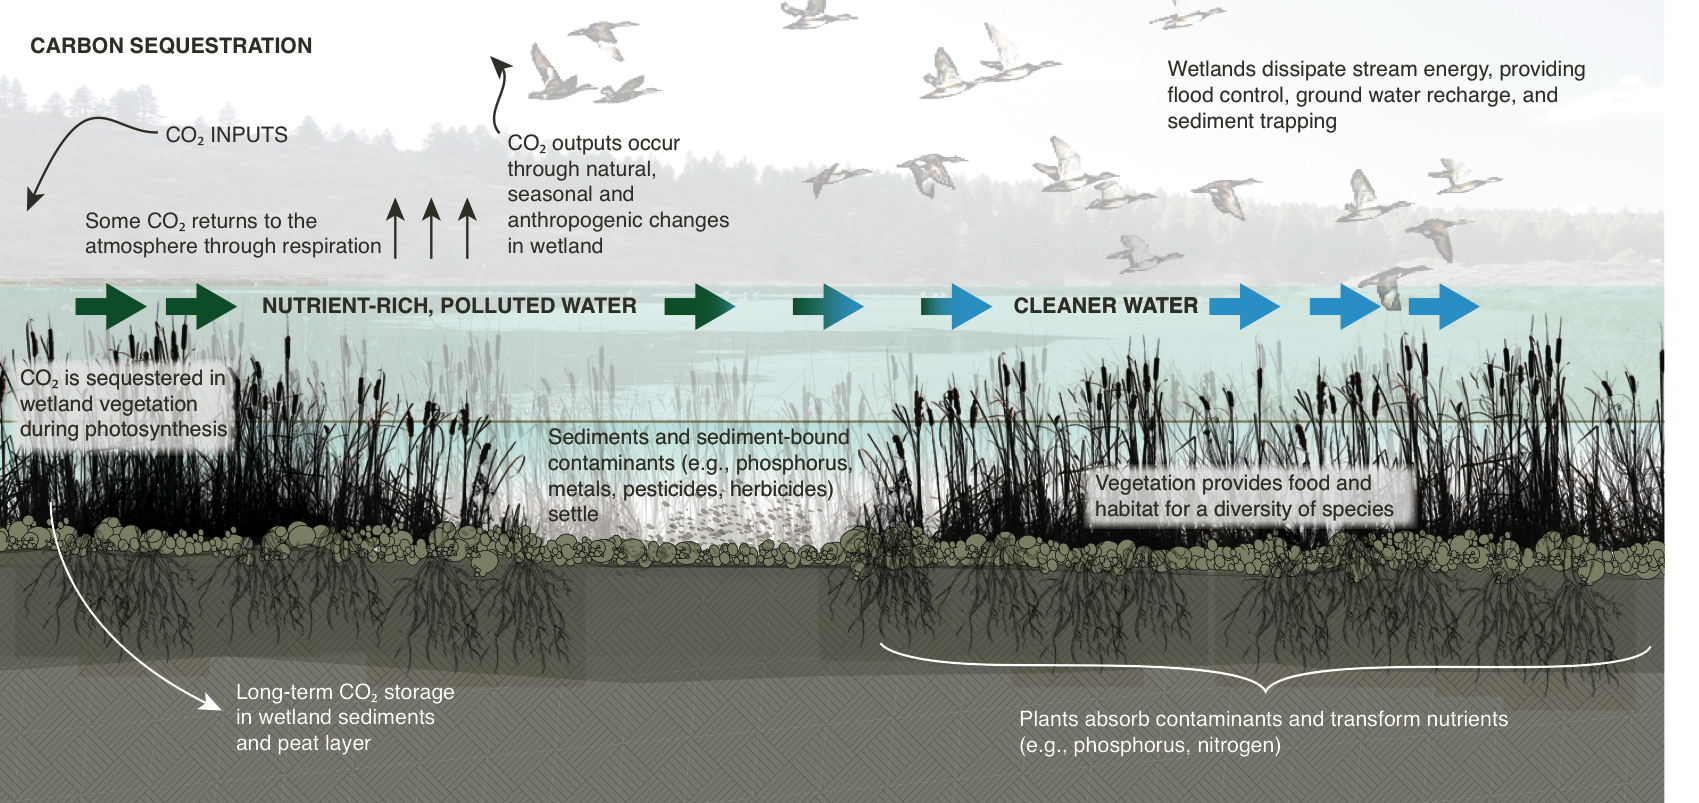 CARBON SEQUESTRATION
CO₂ INPUTS
Some CO₂ returns to the
atmosphere through respiration
CO₂ outputs occur
through natural,
seasonal and
anthropogenic changes
in wetland
Wetlands dissipate stream energy, providing
flood control, ground water recharge, and
sediment trapping
NUTRIENT-RICH, POLLUTED WATER
CLEANER WATER
CO₂ is sequestered in
wetland vegetation
during photosynthesis
Sediments and sediment-bound
contaminants (e.g., phosphorus,
metals, pesticides, herbicides)
settle
Vegetation provides food and
habitat for a diversity of species
Long-term CO₂ storage
in wetland sediments
and peat layer
Plants absorb contaminants and transform nutrients
(e.g., phosphorus, nitrogen)